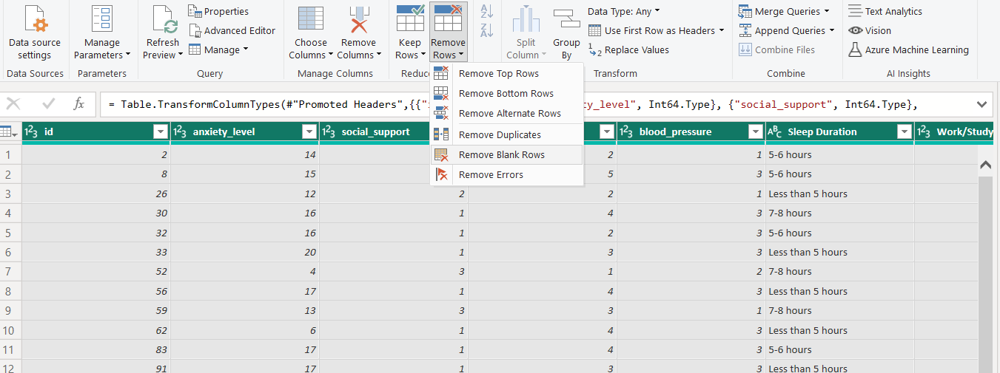 Data source settings
Manage Parameters
Refresh Preview
Properties
Advanced Editor
Manage
Choose Columns
Remove Columns
Keep Rows
Remove Rows
A Z
Z A
Split Column
Group By
Data Type: Any
Use First Row as Headers
1 2 Replace Values
Merge Queries
Append Queries
Combine Files
Text Analytics
Vision
Azure Machine Learning
Data Sources
Parameters
Query
Manage Columns
Reduc
Transform
Combine
AI Insights
Remove Top Rows
Remove Bottom Rows
Remove Alternate Rows
Remove Duplicates
Remove Blank Rows
Remove Errors
fx = Table.TransformColumnTypes(#"Promoted Headers",{{" ty_level", Int64.Type}, {"social_support", Int64.Type},
123 id 123 anxiety_level 123 social_support 123 blood_pressure ABC Sleep Duration 123 Work/Study
1 2 14 2 1 5-6 hours
2 8 15 5 3 5-6 hours
3 26 12 2 2 1 Less than 5 hours
4 30 16 1 4 3 7-8 hours
5 32 16 1 2 3 5-6 hours
6 33 20 1 3 3 Less than 5 hours
7 52 4 3 1 2 7-8 hours
8 56 17 1 4 3 Less than 5 hours
9 59 13 3 3 1 7-8 hours
10 62 6 1 4 3 Less than 5 hours
11 83 17 1 4 3 5-6 hours
12 91 17 1 3 3 Less than 5 hours